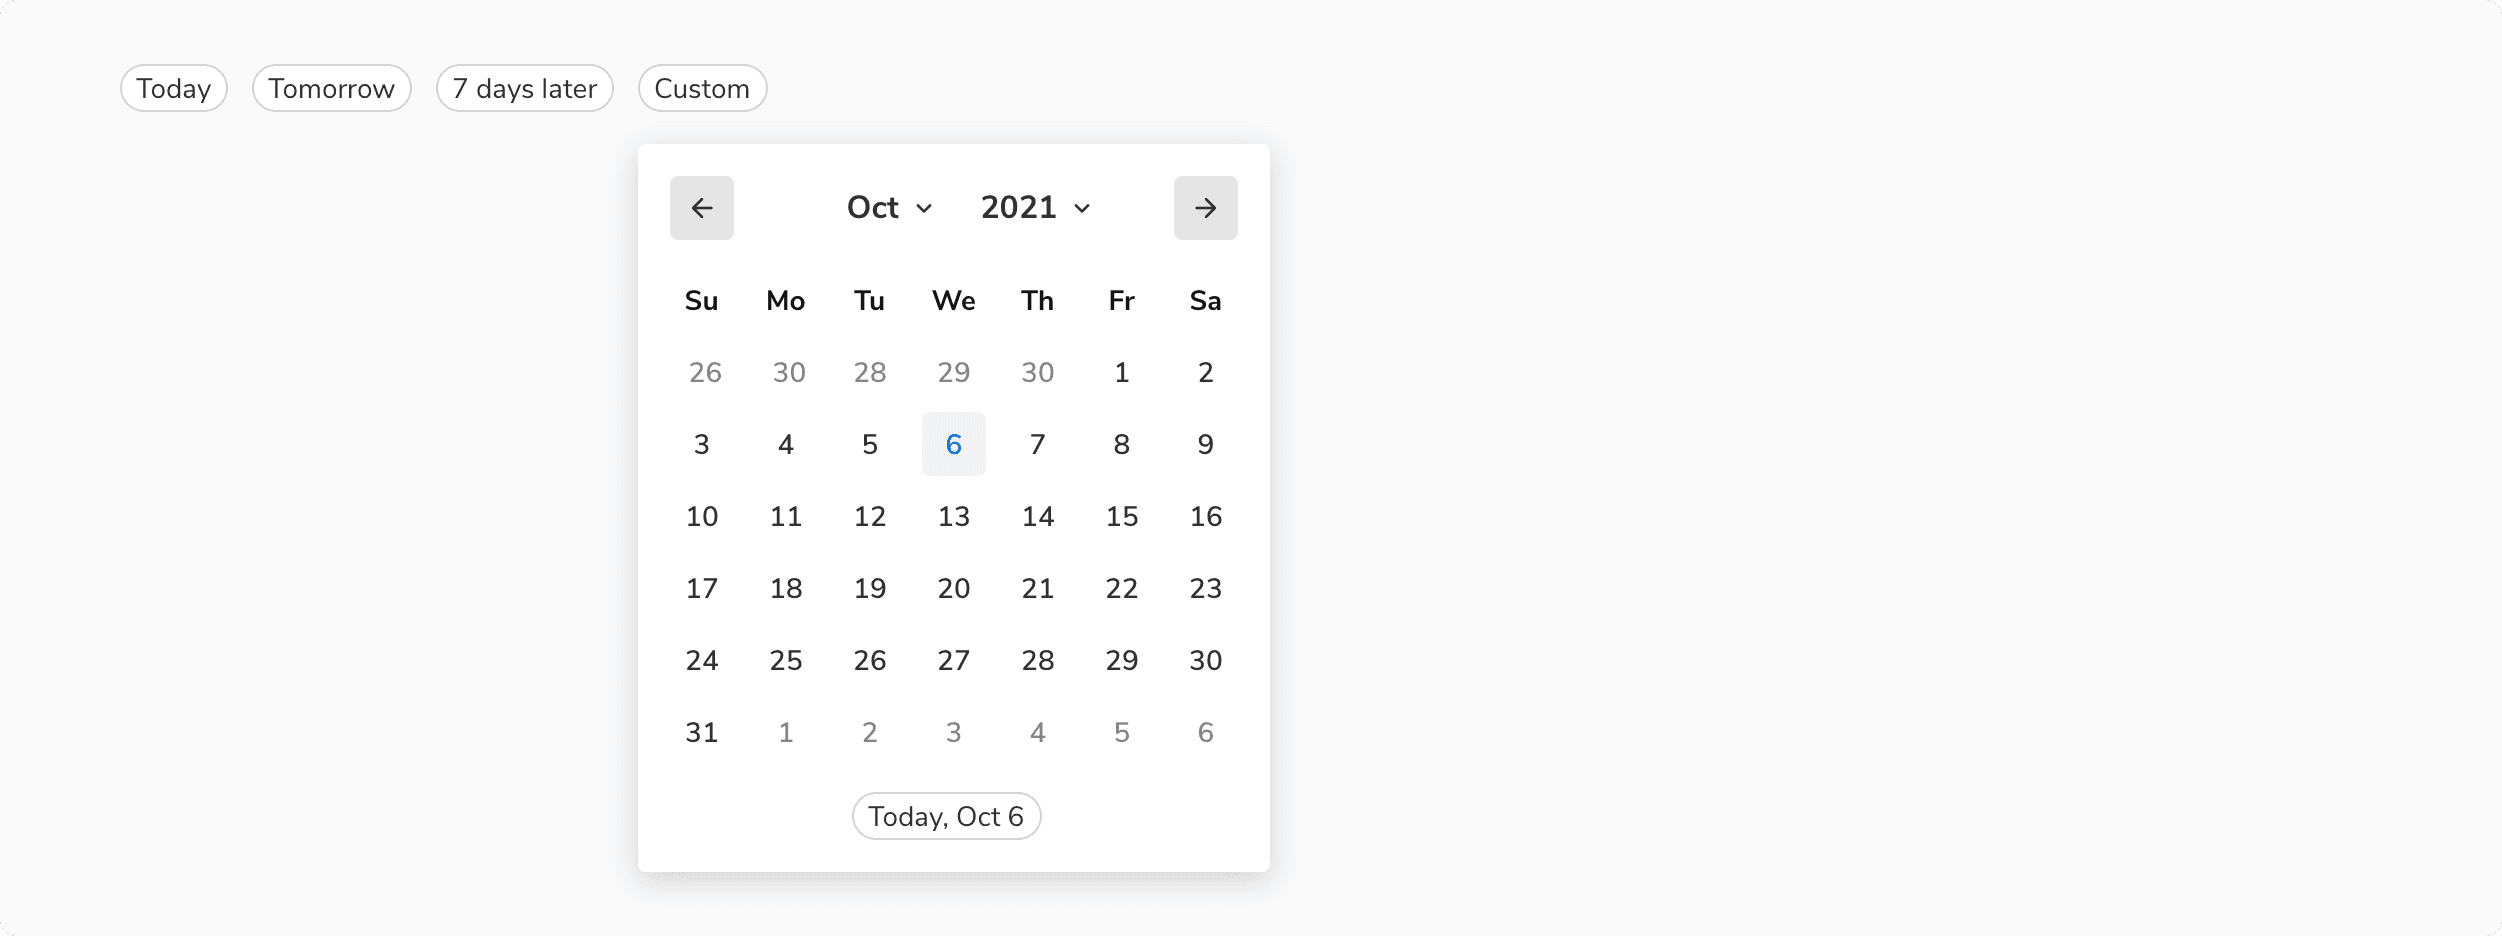 Today Tomorrow 7 days later Custom
Oct 2021
Su Mo Tu We Th Fr Sa
26 30 28 29 30 1 2
3 4 5 6 7 8 9
10 11 12 13 14 15 16
17 18 19 20 21 22 23
24 25 26 27 28 29 30
31 1 2 3 4 5 6
Today, Oct 6